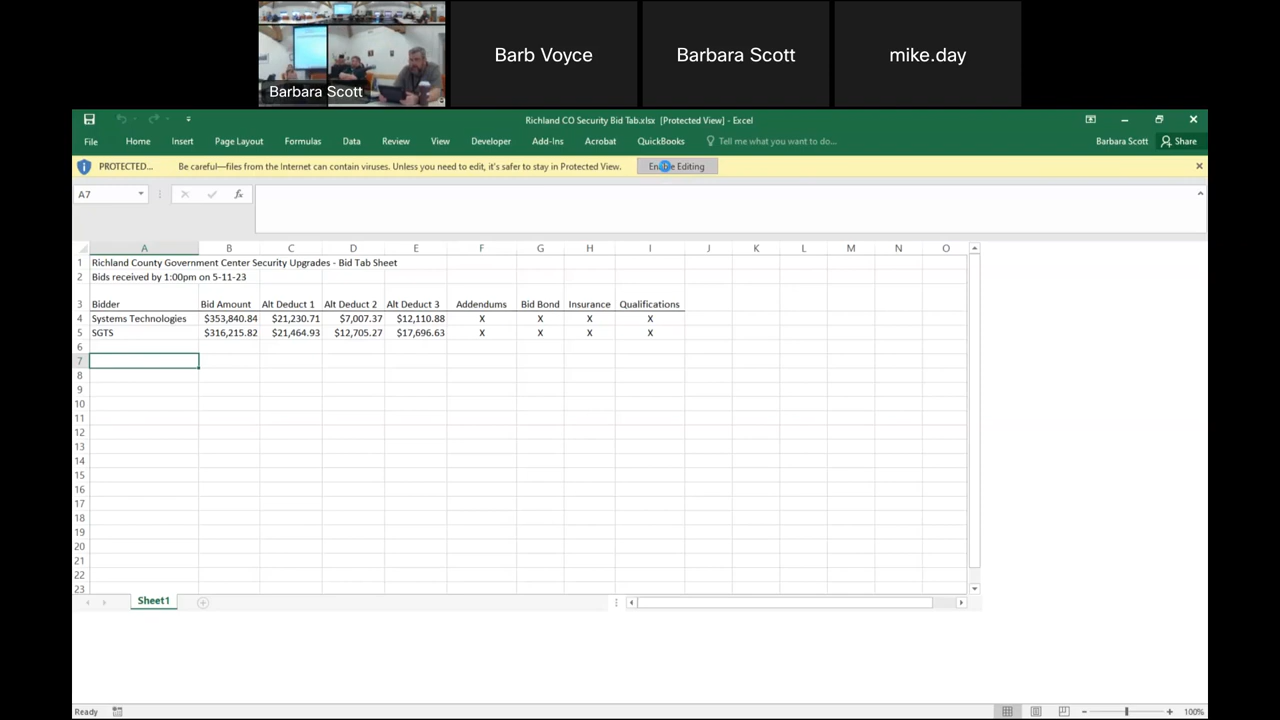 Barbara Scott
Barb Voyce
Barbara Scott
mike.day
Richland CO Security Bid Tab.xlsx [Protected View] - Excel
File Home Insert Page Layout Formulas Data Review View Developer Add-Ins Acrobat QuickBooks Tell me what you want to do... Barbara Scott Share
PROTECTED... Be careful—files from the Internet can contain viruses. Unless you need to edit, it's safer to stay in Protected View. Enable Editing
A7 fx
A B C D E F G H I J K L M N O
1 Richland County Government Center Security Upgrades - Bid Tab Sheet
2 Bids received by 1:00pm on 5-11-23
3 Bidder Bid Amount Alt Deduct 1 Alt Deduct 2 Alt Deduct 3 Addendums Bid Bond Insurance Qualifications
4 Systems Technologies $353,840.84 $21,230.71 $7,007.37 $12,110.88 X X X X
5 SGTS $316,215.82 $21,464.93 $12,705.27 $17,696.63 X X X X
6
7
8
9
10
11
12
13
14
15
16
17
18
19
20
21
22
23
Sheet1
Ready 100%